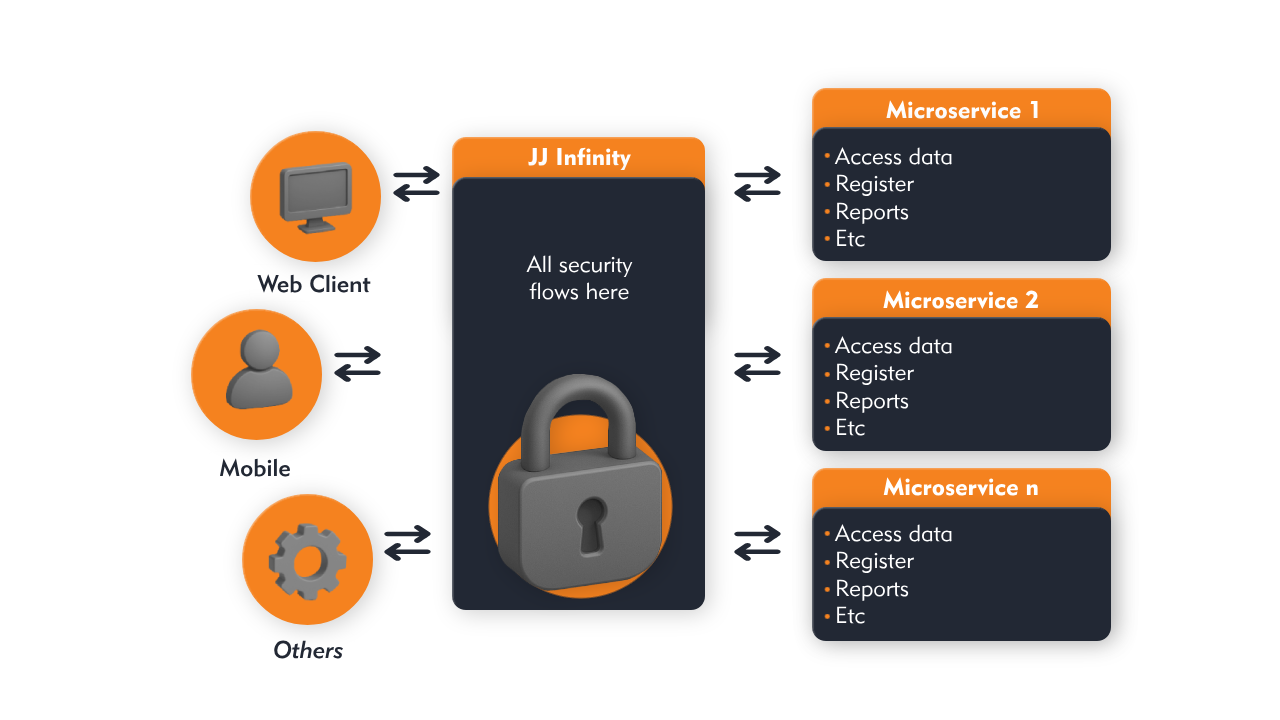 Web Client
Mobile
Others
JJ Infinity
All security
flows here
Microservice 1
• Access data
• Register
• Reports
• Etc
Microservice 2
• Access data
• Register
• Reports
• Etc
Microservice n
• Access data
• Register
• Reports
• Etc